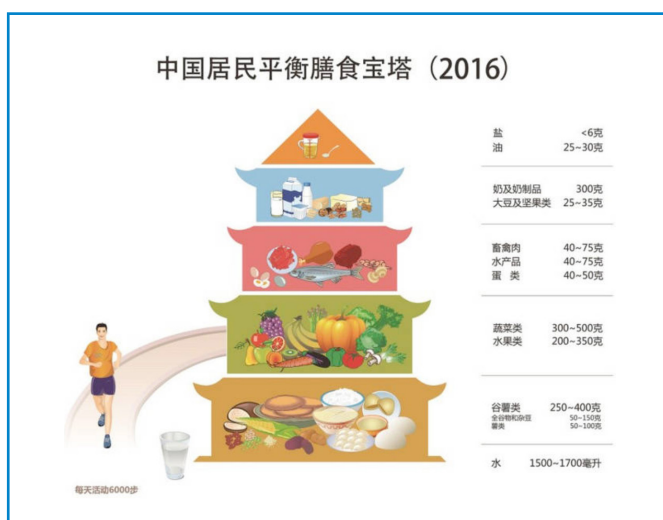 中国居民平衡膳食宝塔（2016）
盐 <6克
油 25~30克
奶及奶制品 300克
大豆及坚果类 25~35克
畜禽肉 40~75克
水产品 40~75克
蛋 类 40~50克
蔬菜类 300~500克
水果类 200~350克
谷薯类 250~400克
全谷物和杂豆 50~150克
薯类 50~100克
水 1500~1700毫升
每天活动6000步